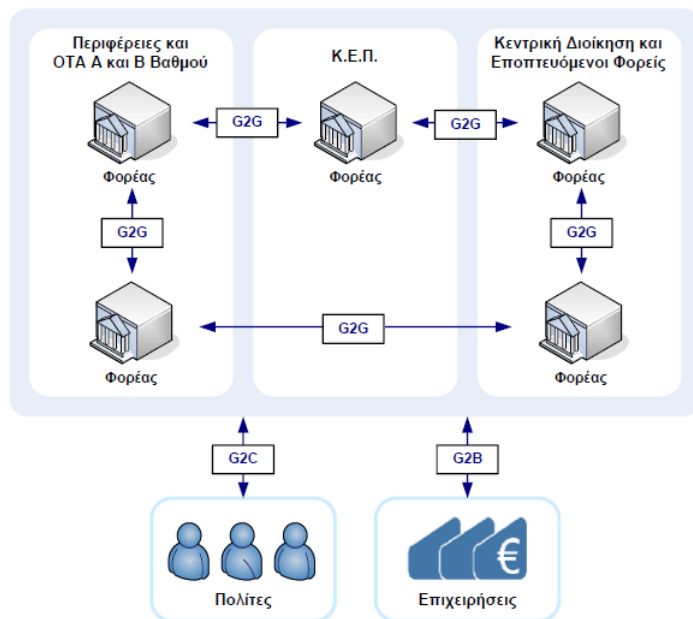 Περιφέρειες και
ΟΤΑ Α και Β Βαθμού
Κ.Ε.Π.
Κεντρική Διοίκηση και
Εποπτευόμενοι Φορείς
G2G
G2G
Φορέας
Φορέας
Φορέας
G2G
G2G
G2G
Φορέας
Φορέας
G2C
G2B
€
Πολίτες
Επιχειρήσεις